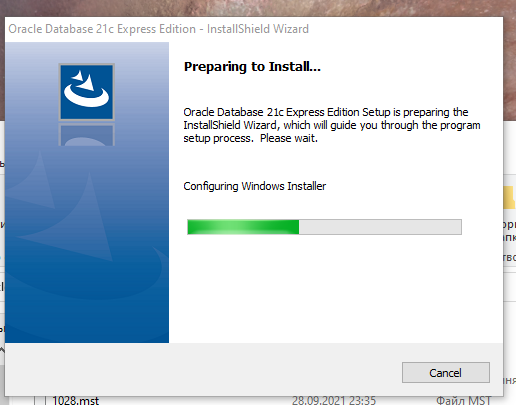 Oracle Database 21c Express Edition - InstallShield Wizard
Preparing to Install...
Oracle Database 21c Express Edition Setup is preparing the
InstallShield Wizard, which will guide you through the program
setup process. Please wait.
Configuring Windows Installer
Cancel
1028.mst 28.09.2021 23:35 Файл MST